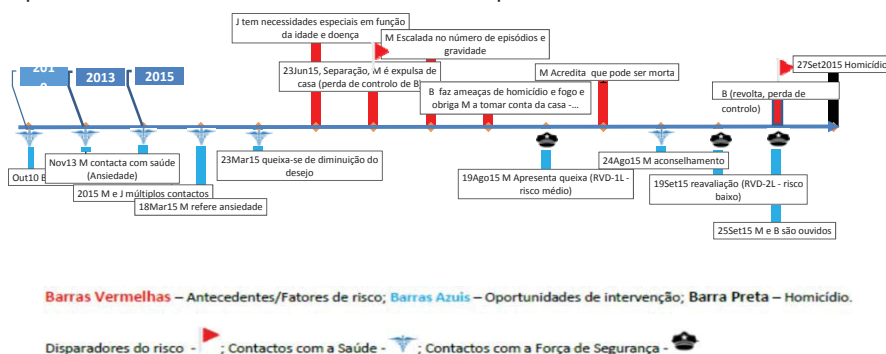 J tem necessidades especiais em função
da idade e doença
M Escalada no número de episódios e
gravidade
27Set2015 Homicídio
2013
2015
23Jun15, Separação, M é expulsa de
casa (perda de controlo de B)
M Acredita que pode ser morta
B faz ameaças de homicídio e fogo e
obriga M a tomar conta da casa -...
B (revolta, perda de
controlo)
Out10
Nov13 M contacta com saúde
(Ansiedade)
2015 M e J múltiplos contactos
18Mar15 M refere ansiedade
23Mar15 queixa-se de diminuição do
desejo
19Ago15 M Apresenta queixa (RVD-1L -
risco médio)
24Ago15 M aconselhamento
19Set15 reavaliação (RVD-2L - risco
baixo)
25Set15 M e B são ouvidos
Barras Vermelhas – Antecedentes/Fatores de risco; Barras Azuis – Oportunidades de intervenção; Barra Preta – Homicídio.
Disparadores do risco - ; Contactos com a Saúde - ; Contactos com a Força de Segurança -